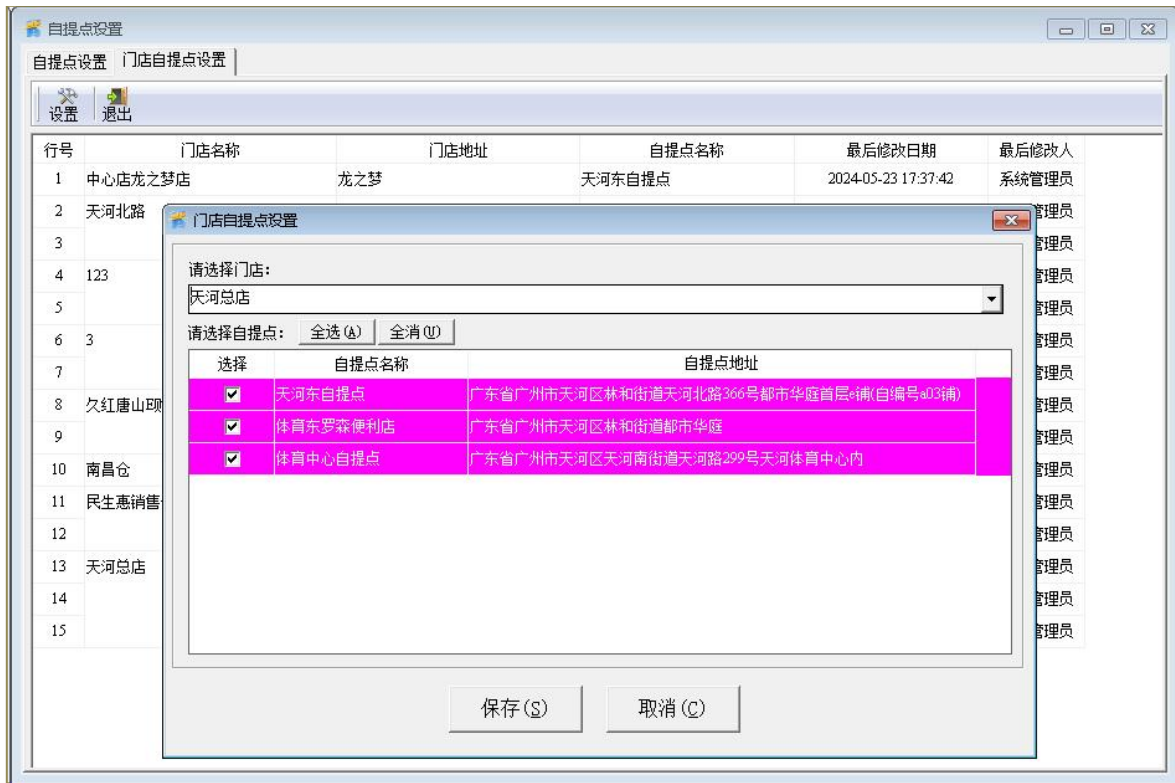 自提点设置
自提点设置 门店自提点设置
设置 退出
行号 门店名称 门店地址 自提点名称 最后修改日期 最后修改人
1 中心店龙之梦店 龙之梦 天河东自提点 2024-05-23 17:37:42 系统管理员
2 天河北路 管理员
3 管理员
4 123 管理员
5 管理员
6 3 管理员
7 管理员
8 欠红唐山 管理员
9 管理员
10 南昌仓 管理员
11 民生惠销售 管理员
12 管理员
13 天河总店 管理员
14 管理员
15 管理员
门店自提点设置
请选择门店:
天河总店
请选择自提点: 全选(A) 全消(U)
选择 自提点名称 自提点地址
天河东自提点 广东省广州市天河区林和街道天河北路366号都市华庭首层e铺(自编号a03铺)
体育东罗森便利店 广东省广州市天河区林和街道都市华庭
体育中心自提点 广东省广州市天河区天河南街道天河路299号天河体育中心内
保存(S) 取消(C)